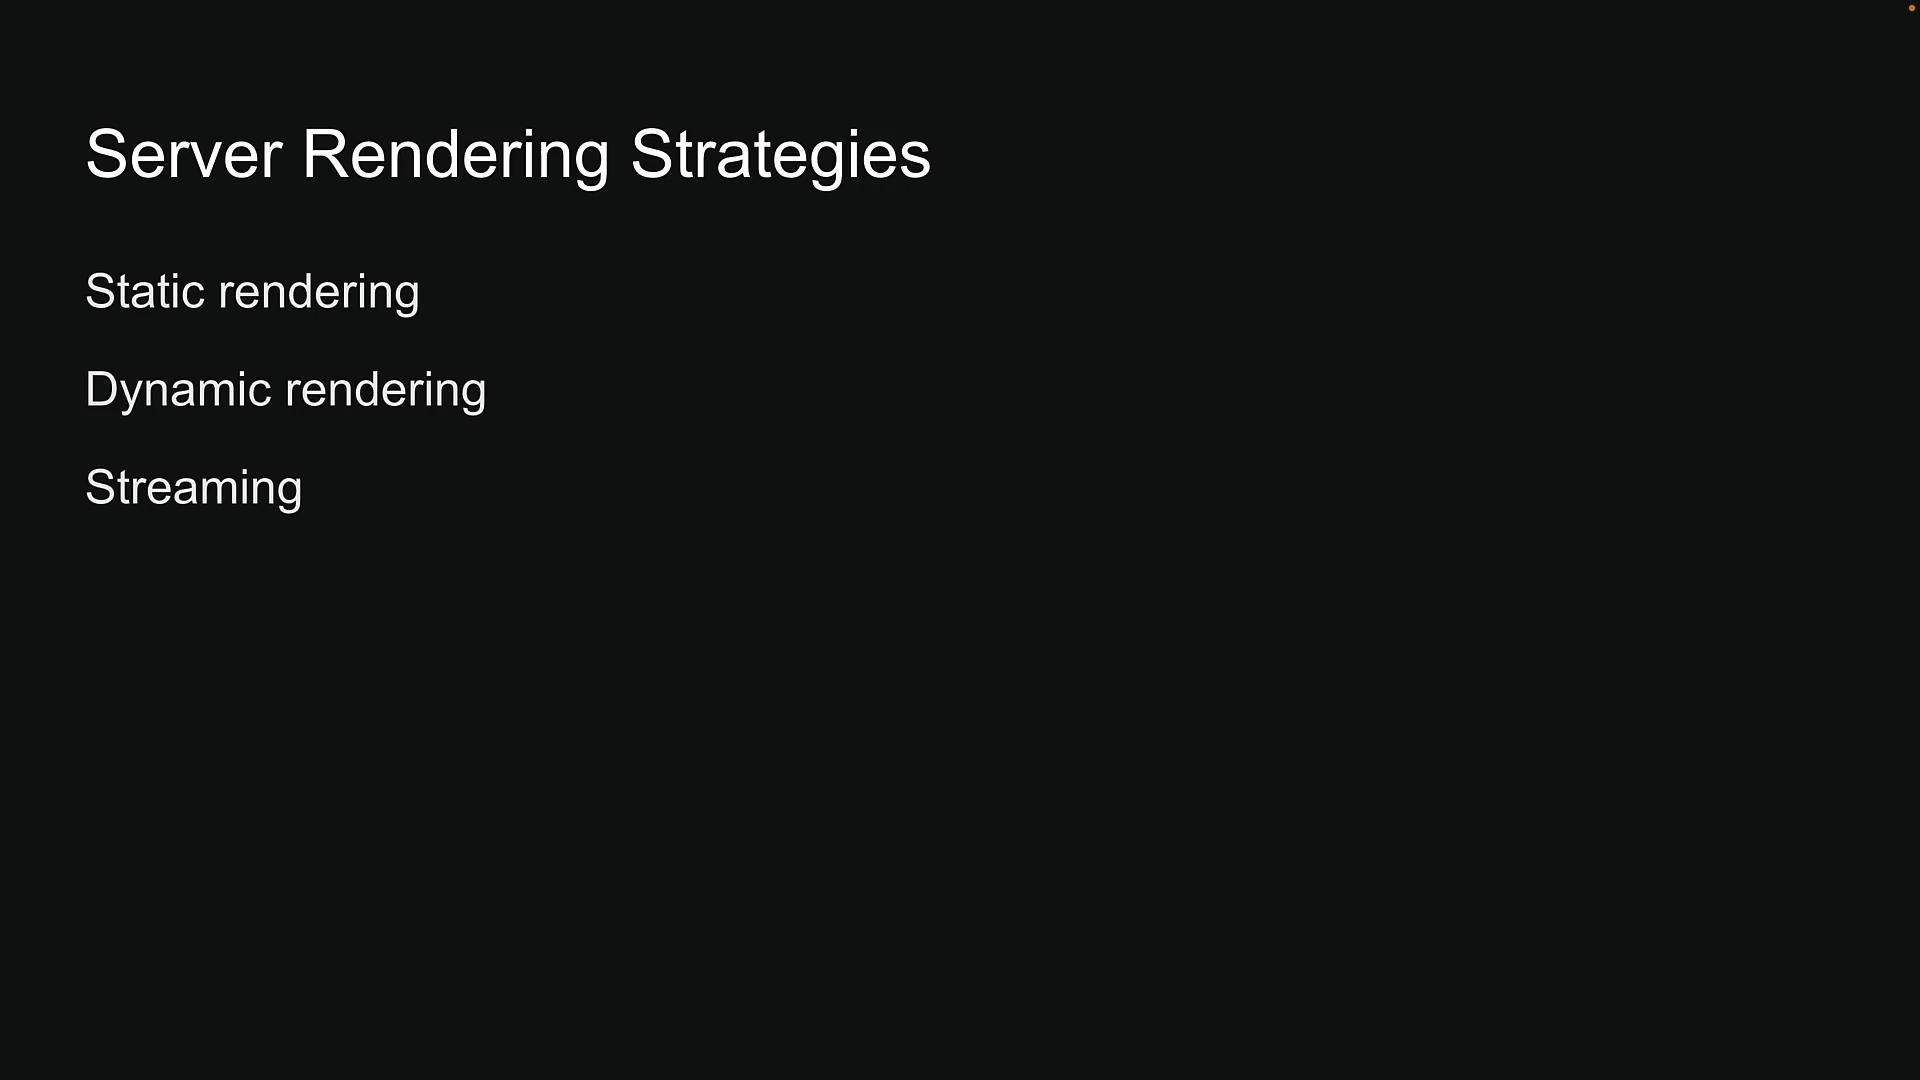 Server Rendering Strategies
Static rendering
Dynamic rendering
Streaming